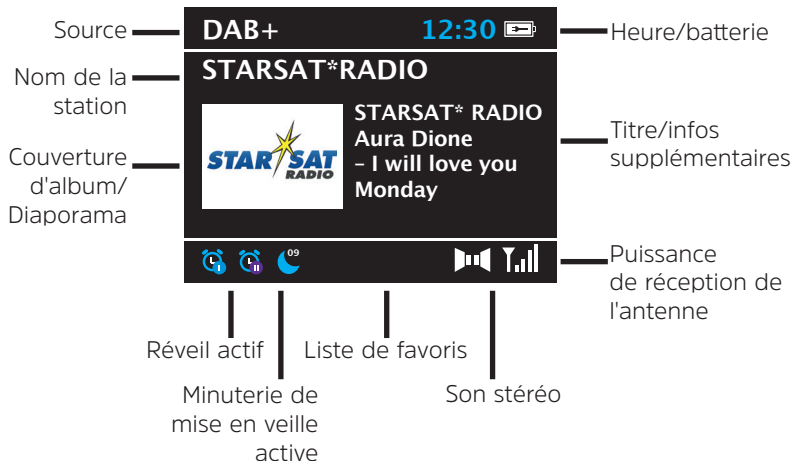 Source
DAB+
12:30
Heure/batterie
Nom de la
station
STARSAT*RADIO
Couverture
d'album/
Diaporama
STAR SAT
RADIO
STARSAT* RADIO
Aura Dione
– I will love you
Monday
Titre/infos
supplémentaires
I
II
09
Puissance
de réception de
l'antenne
Réveil actif
Liste de favoris
Minuterie de
mise en veille
active
Son stéréo